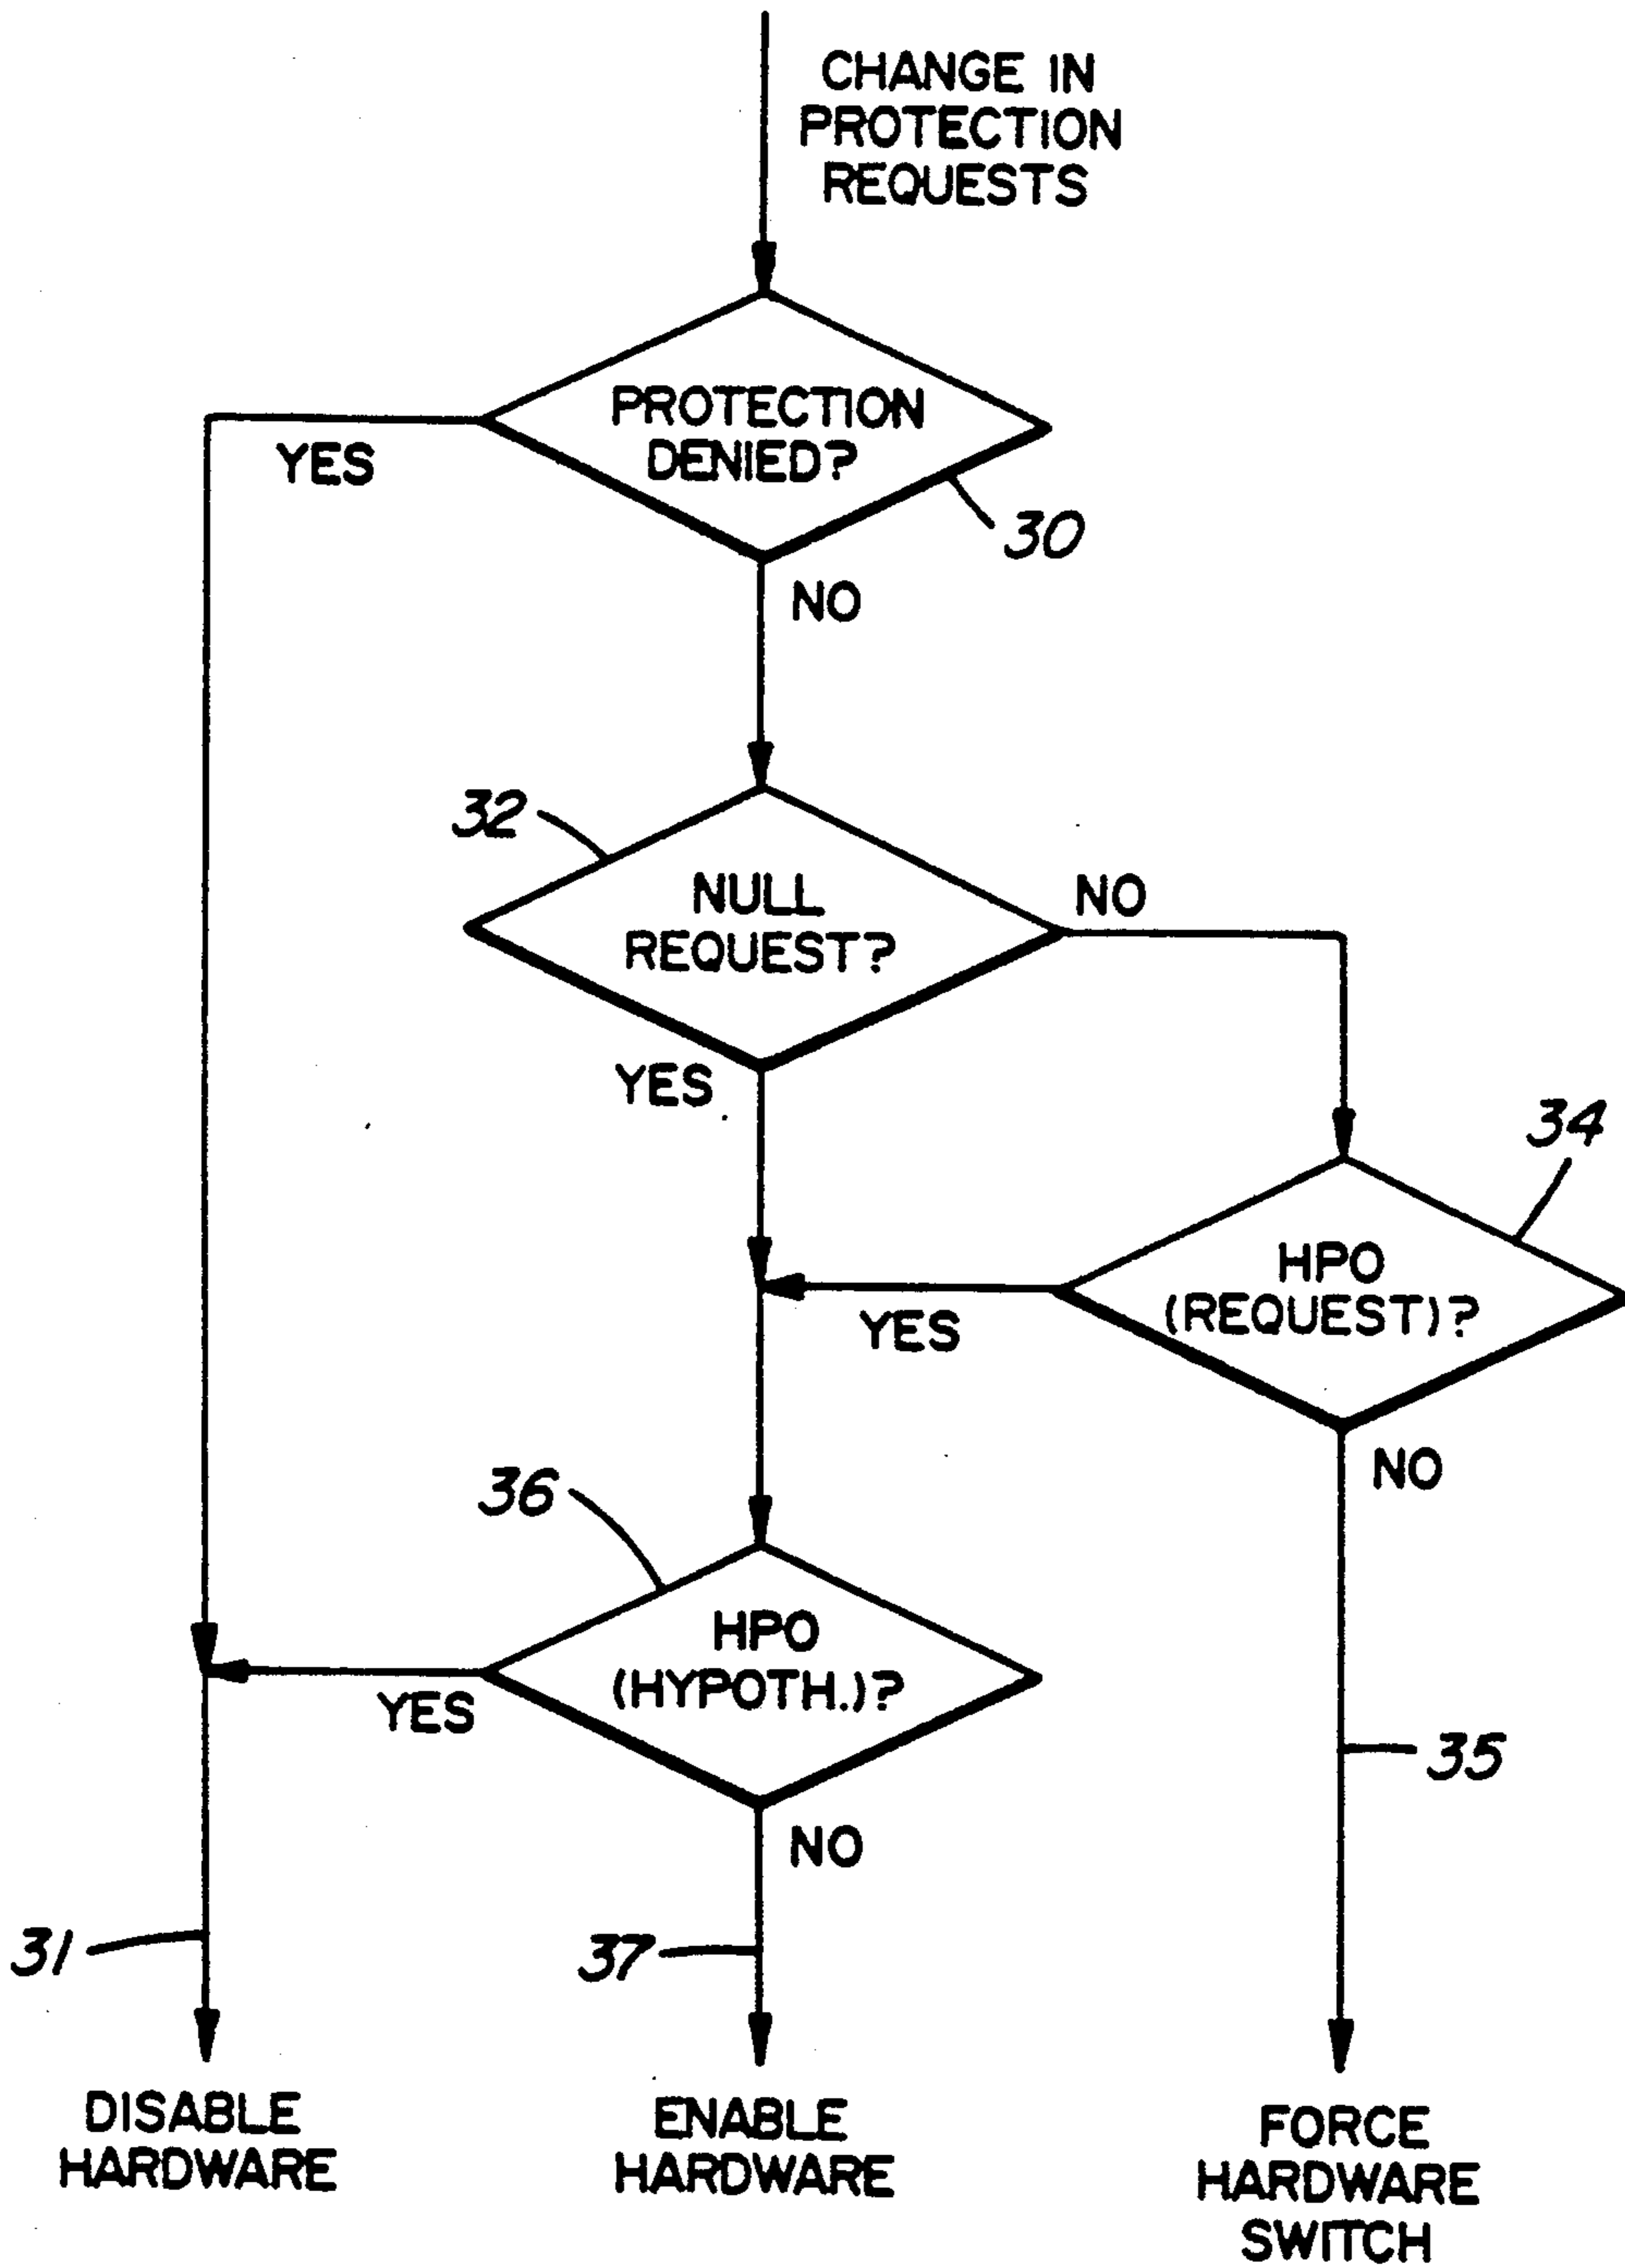 CHANGE IN
PROTECTION
REQUESTS
PROTECTION
DENIED?
YES
30
NO
32
NULL
REQUEST?
NO
YES
34
HPO
(REQUEST)?
YES
NO
36
HPO
(HYPOTH.)?
YES
35
NO
31
37
DISABLE
HARDWARE
ENABLE
HARDWARE
FORCE
HARDWARE
SWITCH